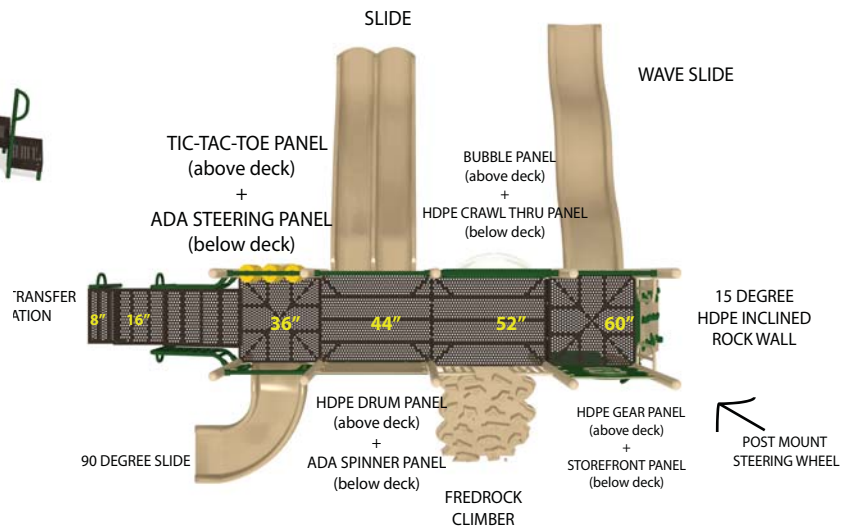 SLIDE
WAVE SLIDE
TIC-TAC-TOE PANEL
(above deck)
+
ADA STEERING PANEL
(below deck)
BUBBLE PANEL
(above deck)
+
HDPE CRAWL THRU PANEL
(below deck)
TRANSFER
ATION
8”
16”
36”
44”
52”
60”
15 DEGREE
HDPE INCLINED
ROCK WALL
90 DEGREE SLIDE
HDPE DRUM PANEL
(above deck)
+
ADA SPINNER PANEL
(below deck)
FREDROCK
CLIMBER
HDPE GEAR PANEL
(above deck)
+
STOREFRONT PANEL
(below deck)
POST MOUNT
STEERING WHEEL